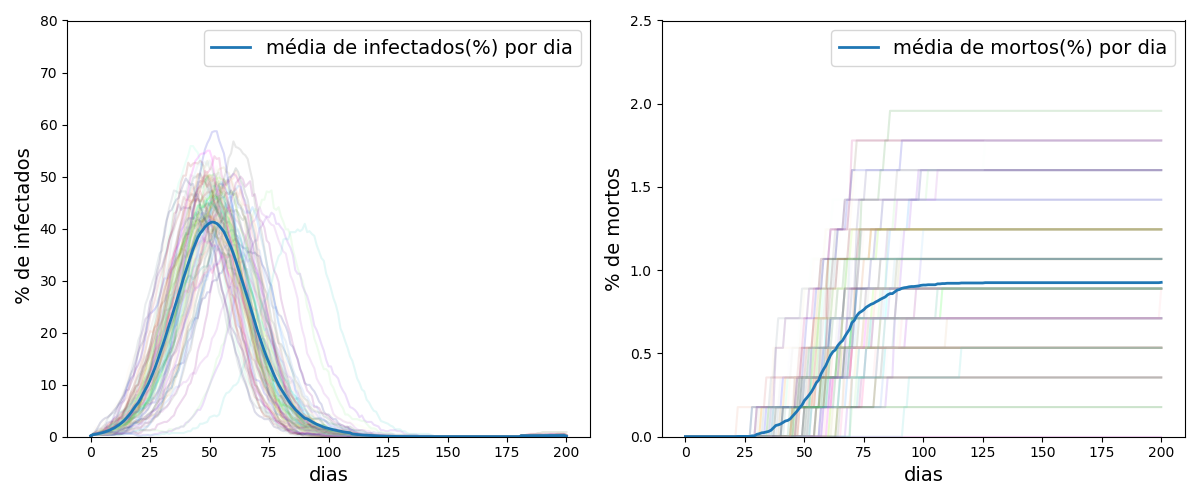 média de infectados(%) por dia
% de infectados
80
70
60
50
40
30
20
10
0
0 25 50 75 100 125 150 175 200
dias
média de mortos(%) por dia
% de mortos
2.5
2.0
1.5
1.0
0.5
0.0
0 25 50 75 100 125 150 175 200
dias